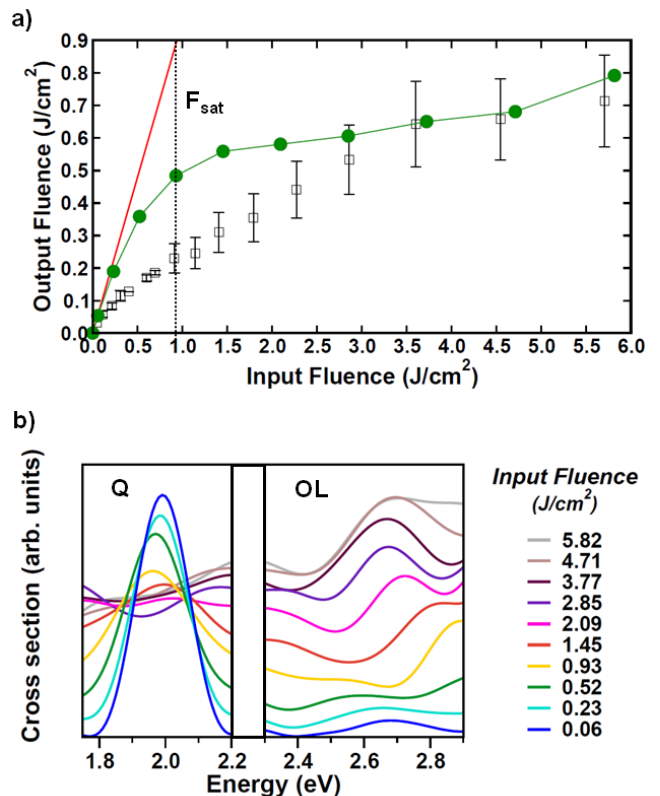 a)
0.9
0.8
0.7
0.6
0.5
0.4
0.3
0.2
0.1
0.0
Output Fluence (J/cm²)
F_sat
0.0 0.5 1.0 1.5 2.0 2.5 3.0 3.5 4.0 4.5 5.0 5.5 6.0
Input Fluence (J/cm²)
b)
Cross section (arb. units)
Q
OL
1.8 2.0 2.2 2.4 2.6 2.8
Energy (eV)
Input Fluence
(J/cm²)
5.82
4.71
3.77
2.85
2.09
1.45
0.93
0.52
0.23
0.06